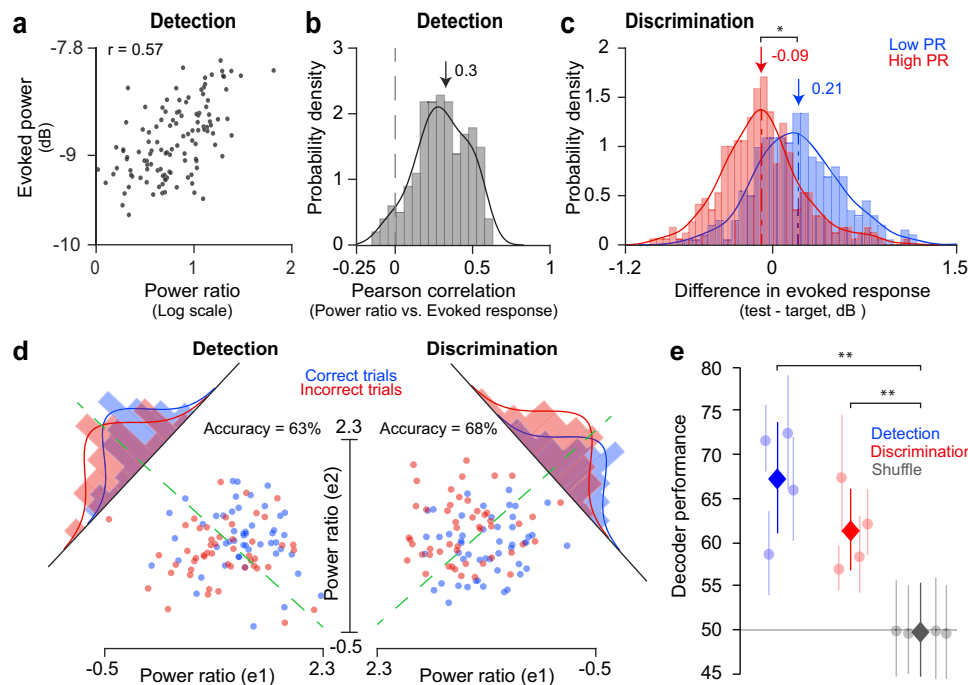 a
Detection
-7.8
r = 0.57
Evoked power
(dB)
-9
-10
0
1
2
Power ratio
(Log scale)
b
Detection
3
0.3
Probability density
2
1
0
-0.25
0
0.5
1
Pearson correlation
(Power ratio vs. Evoked response)
c
Discrimination
*
2
-0.09
Low PR
High PR
0.21
Probability density
1.5
1
0.5
0
-1.2
0
1.5
Difference in evoked response
(test - target, dB )
d
Detection
Discrimination
Correct trials
Incorrect trials
Accuracy = 63%
2.3
Accuracy = 68%
Power ratio (e2)
-0.5
-0.5
2.3
2.3
-0.5
Power ratio (e1)
Power ratio (e1)
e
**
**
80
75
70
65
60
55
50
45
Decoder performance
Detection
Discrimination
Shuffle